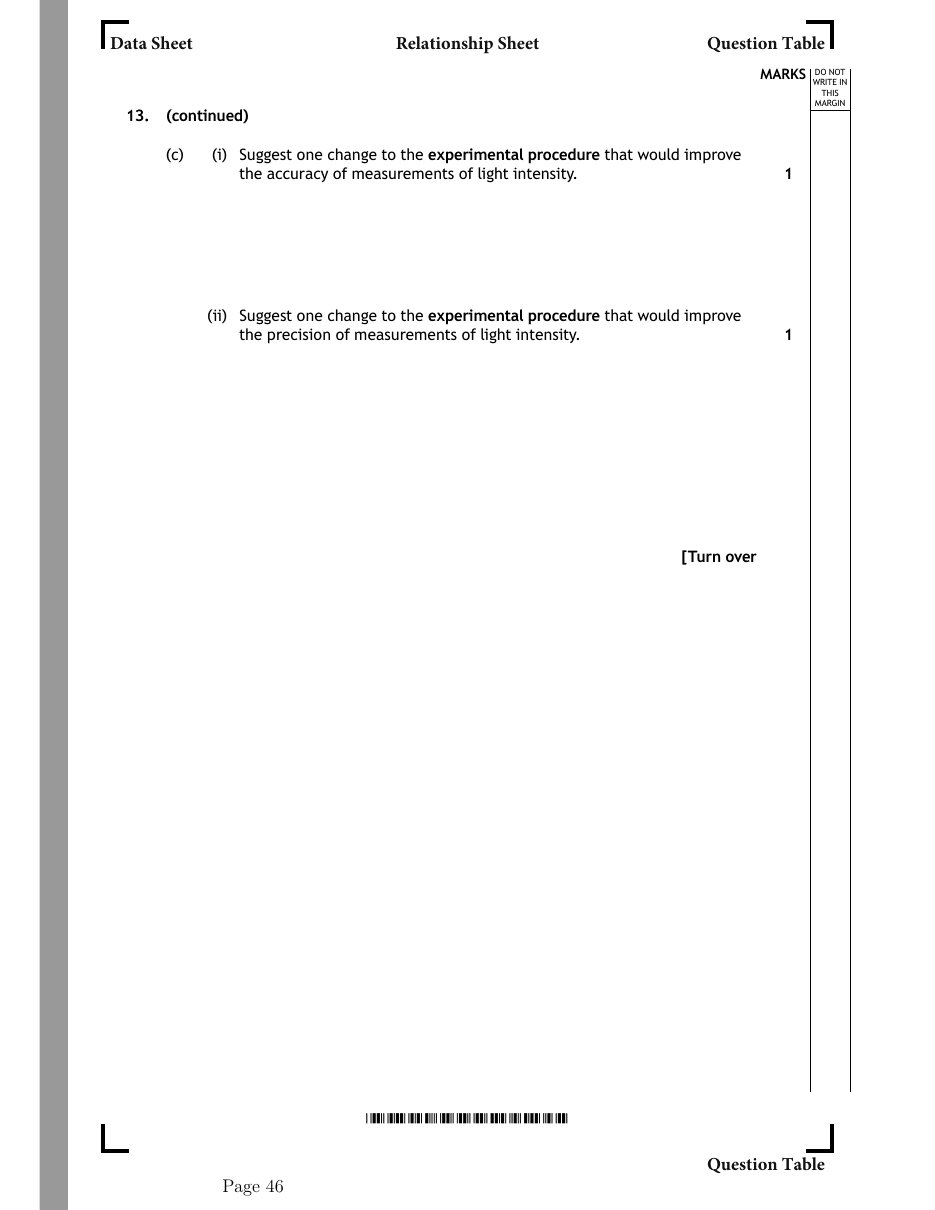 Data Sheet Relationship Sheet Question Table
MARKS
DO NOT
WRITE IN
THIS
MARGIN
13. (continued)
(c) (i) Suggest one change to the experimental procedure that would improve
the accuracy of measurements of light intensity. 1
(ii) Suggest one change to the experimental procedure that would improve
the precision of measurements of light intensity. 1
[Turn over
Question Table
Page 46